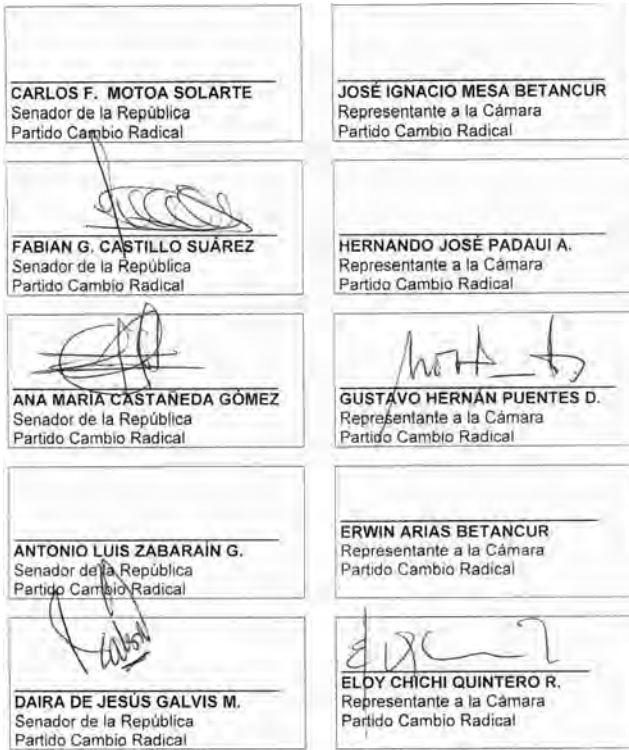 CARLOS F. MOTOA SOLARTE
Senador de la República
Partido Cambio Radical
JOSÉ IGNACIO MESA BETANCUR
Representante a la Cámara
Partido Cambio Radical
FABIAN G. CASTILLO SUÁREZ
Senador de la República
Partido Cambio Radical
HERNANDO JOSÉ PADAUI A.
Representante a la Cámara
Partido Cambio Radical
ANA MARÍA CASTAÑEDA GÓMEZ
Senador de la República
Partido Cambio Radical
GUSTAVO HERNÁN PUENTES D.
Representante a la Cámara
Partido Cambio Radical
ANTONIO LUIS ZABARAÍN G.
Senador de la República
Partido Cambio Radical
ERWIN ARIAS BETANCUR
Representante a la Cámara
Partido Cambio Radical
DAIRA DE JESÚS GALVIS M.
Senador de la República
Partido Cambio Radical
ELOY CHICHI QUINTERO R.
Representante a la Cámara
Partido Cambio Radical